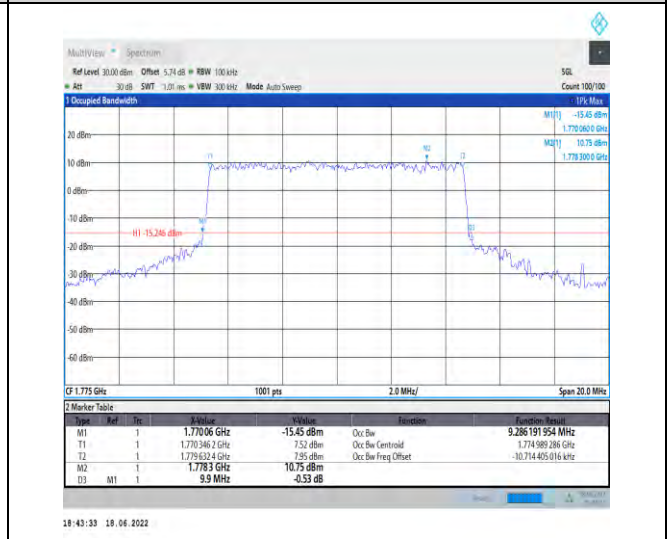 MultiView Spectrum
Ref Level 30.00 dBm Offset 5.74 dB RBW 100 kHz SGL
Att 30 dB SWT 1.01 ms VBW 300 kHz Mode Auto Sweep Count 100/100
1 Occupied Bandwidth 1Pk Max
M1[1] -15.45 dBm
1.770 060 0 GHz
M2[1] 10.75 dBm
1.778 300 0 GHz
20 dBm
10 dBm
0 dBm
-10 dBm
H1 -15.246 dBm
-20 dBm
-30 dBm
-40 dBm
-50 dBm
-60 dBm
T1
M2
T2
M1
D3
CF 1.775 GHz 1001 pts 2.0 MHz/ Span 20.0 MHz
2 Marker Table
Type Ref Trc X-Value Y-Value Function Function Result
M1 1 1.77006 GHz -15.45 dBm Occ Bw 9.286 191 954 MHz
T1 1 1.770 346 2 GHz 7.52 dBm Occ Bw Centroid 1.774 989 286 GHz
T2 1 1.779 632 4 GHz 7.95 dBm Occ Bw Freq Offset -10.714 405 016 kHz
M2 1 1.7783 GHz 10.75 dBm
D3 M1 1 9.9 MHz -0.53 dB
18:43:33 18.06.2022